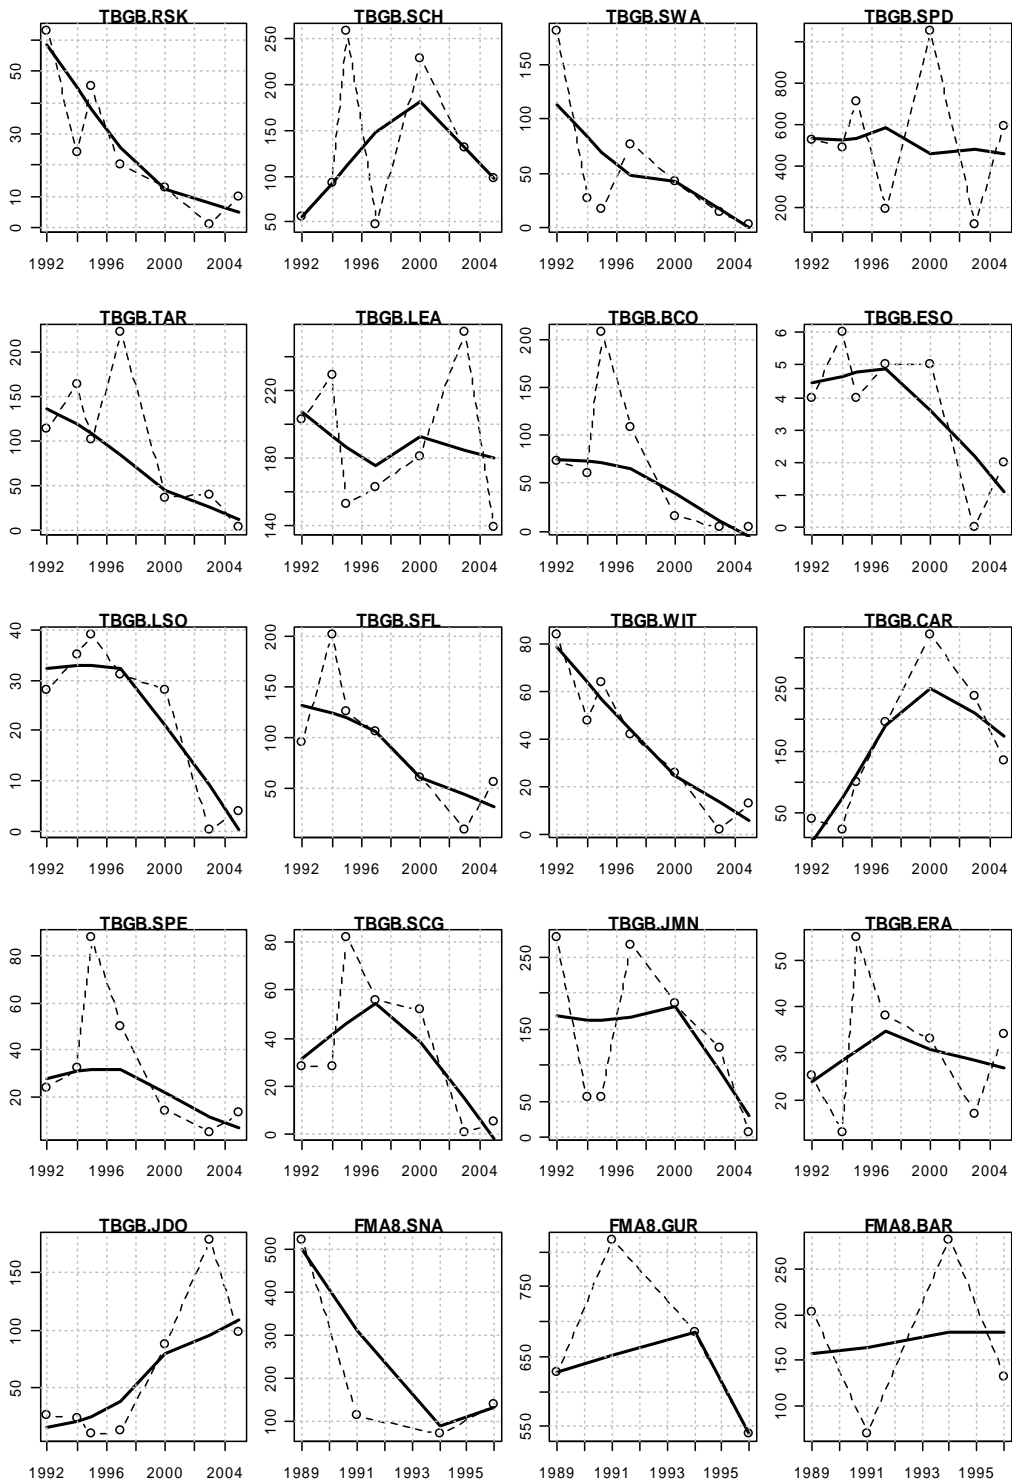 TBGB.RSK
50
30
10
0
1992 1996 2000 2004
TBGB.SCH
250
200
150
100
50
1992 1996 2000 2004
TBGB.SWA
150
100
50
0
1992 1996 2000 2004
TBGB.SPD
800
600
400
200
1992 1996 2000 2004
TBGB.TAR
200
150
100
50
0
1992 1996 2000 2004
TBGB.LEA
220
180
140
1992 1996 2000 2004
TBGB.BCO
200
150
100
50
0
1992 1996 2000 2004
TBGB.ESO
6
5
4
3
2
1
0
1992 1996 2000 2004
TBGB.LSO
40
30
20
10
0
1992 1996 2000 2004
TBGB.SFL
200
150
100
50
1992 1996 2000 2004
TBGB.WIT
80
60
40
20
0
1992 1996 2000 2004
TBGB.CAR
250
150
50
1992 1996 2000 2004
TBGB.SPE
80
60
40
20
1992 1996 2000 2004
TBGB.SCG
80
60
40
20
0
1992 1996 2000 2004
TBGB.JMN
250
150
50
0
1992 1996 2000 2004
TBGB.ERA
50
40
30
20
1992 1996 2000 2004
TBGB.JDO
150
100
50
1992 1996 2000 2004
FMA8.SNA
500
400
300
200
100
1989 1991 1993 1995
FMA8.GUR
750
650
550
1989 1991 1993 1995
FMA8.BAR
250
200
150
100
1989 1991 1993 1995